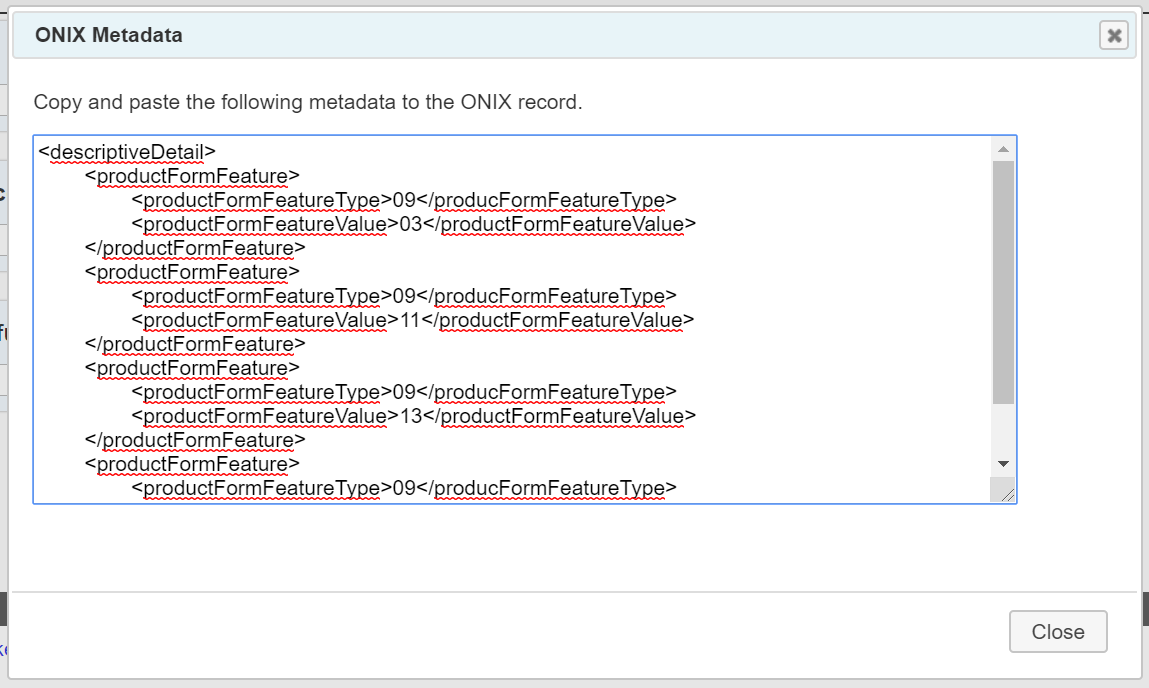 ONIX Metadata
Copy and paste the following metadata to the ONIX record.
<descriptiveDetail>
<productFormFeature>
<productFormFeatureType>09</producFormFeatureType>
<productFormFeatureValue>03</productFormFeatureValue>
</productFormFeature>
<productFormFeature>
<productFormFeatureType>09</producFormFeatureType>
<productFormFeatureValue>11</productFormFeatureValue>
</productFormFeature>
<productFormFeature>
<productFormFeatureType>09</producFormFeatureType>
<productFormFeatureValue>13</productFormFeatureValue>
</productFormFeature>
<productFormFeature>
<productFormFeatureType>09</producFormFeatureType>
Close